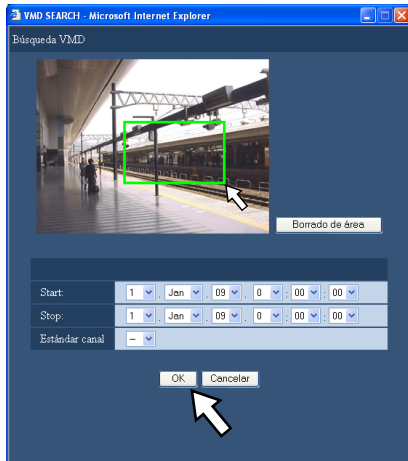 VMD SEARCH - Microsoft Internet Explorer
Búsqueda VMD
Borrado de área
Start: 1 . Jan . 09 . 0 : 00 : 00
Stop: 1 . Jan . 09 . 0 : 00 : 00
Estándar canal --
OK Cancelar